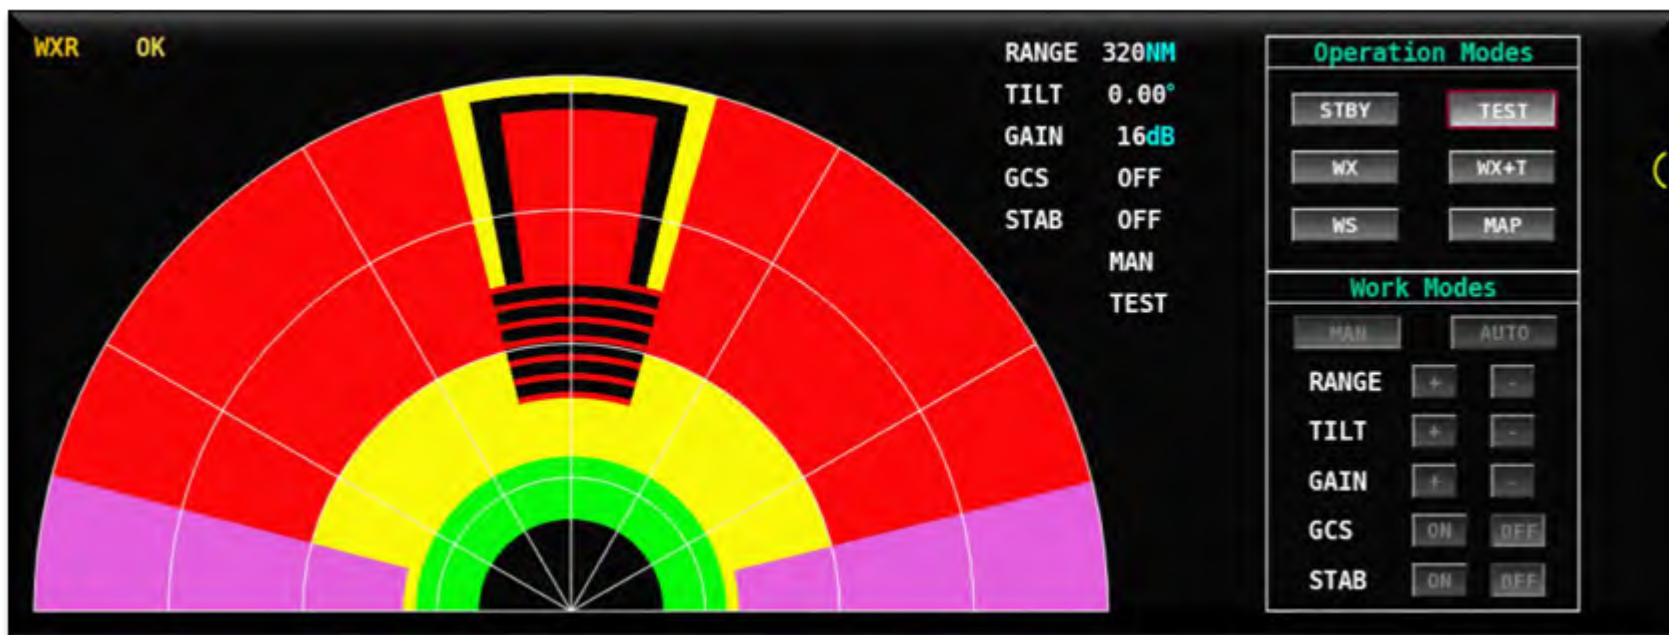 WXR OK
RANGE 320NM
TILT 0.00°
GAIN 16dB
GCS OFF
STAB OFF
MAN
TEST
Operation Modes
STBY TEST
WX WX+T
WS MAP
Work Modes
MAN AUTO
RANGE + -
TILT + -
GAIN + -
GCS ON OFF
STAB ON OFF